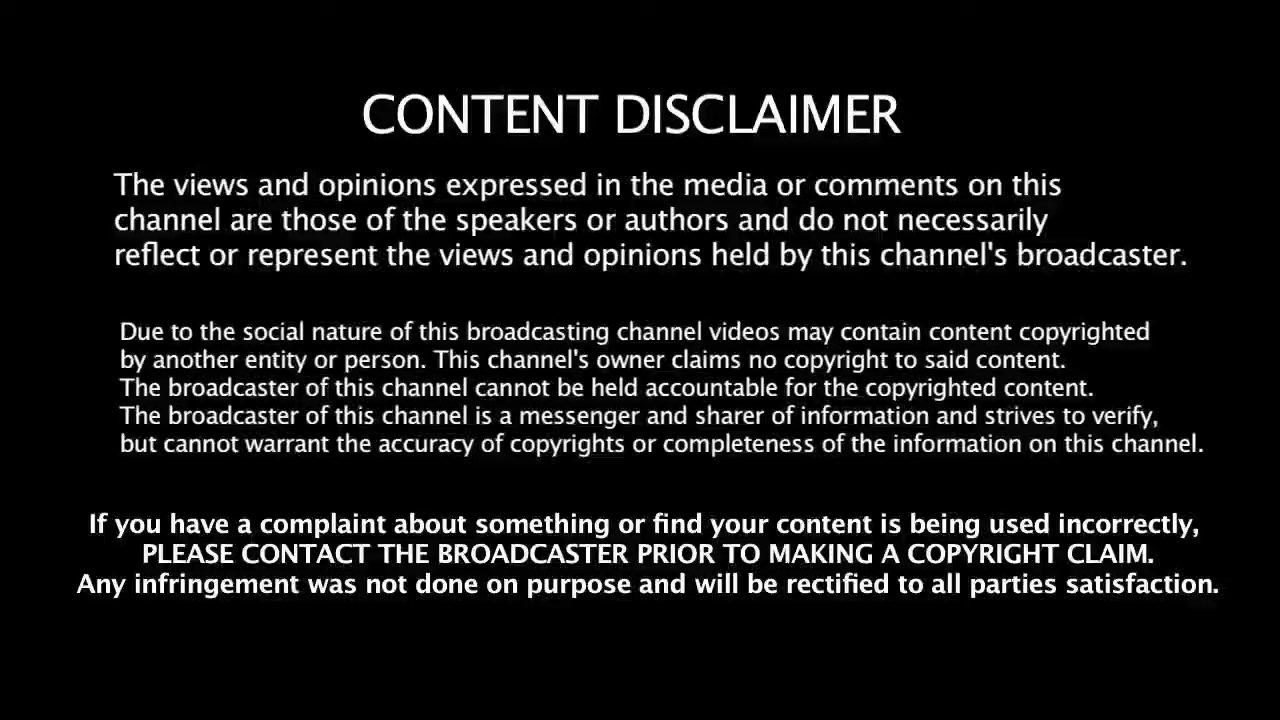 CONTENT DISCLAIMER
The views and opinions expressed in the media or comments on this
channel are those of the speakers or authors and do not necessarily
reflect or represent the views and opinions held by this channel's broadcaster.
Due to the social nature of this broadcasting channel videos may contain content copyrighted
by another entity or person. This channel's owner claims no copyright to said content.
The broadcaster of this channel cannot be held accountable for the copyrighted content.
The broadcaster of this channel is a messenger and sharer of information and strives to verify,
but cannot warrant the accuracy of copyrights or completeness of the information on this channel.
If you have a complaint about something or find your content is being used incorrectly,
PLEASE CONTACT THE BROADCASTER PRIOR TO MAKING A COPYRIGHT CLAIM.
Any infringement was not done on purpose and will be rectified to all parties satisfaction.